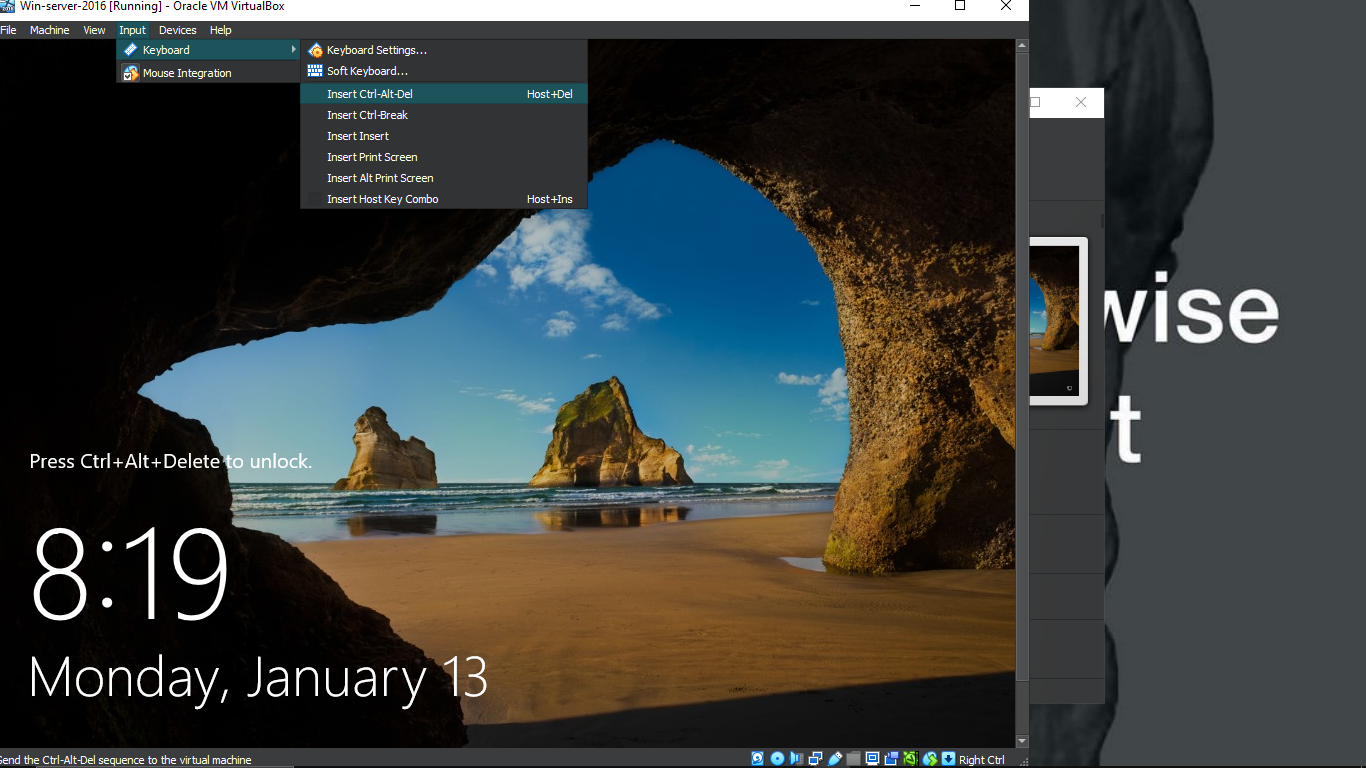 Win-server-2016 [Running] - Oracle VM VirtualBox
File Machine View Input Devices Help
Keyboard
Mouse Integration
Keyboard Settings...
Soft Keyboard...
Insert Ctrl-Alt-Del Host+Del
Insert Ctrl-Break
Insert Insert
Insert Print Screen
Insert Alt Print Screen
Insert Host Key Combo Host+Ins
wise
t
Press Ctrl+Alt+Delete to unlock.
8:19
Monday, January 13
Send the Ctrl-Alt-Del sequence to the virtual machine
Right Ctrl